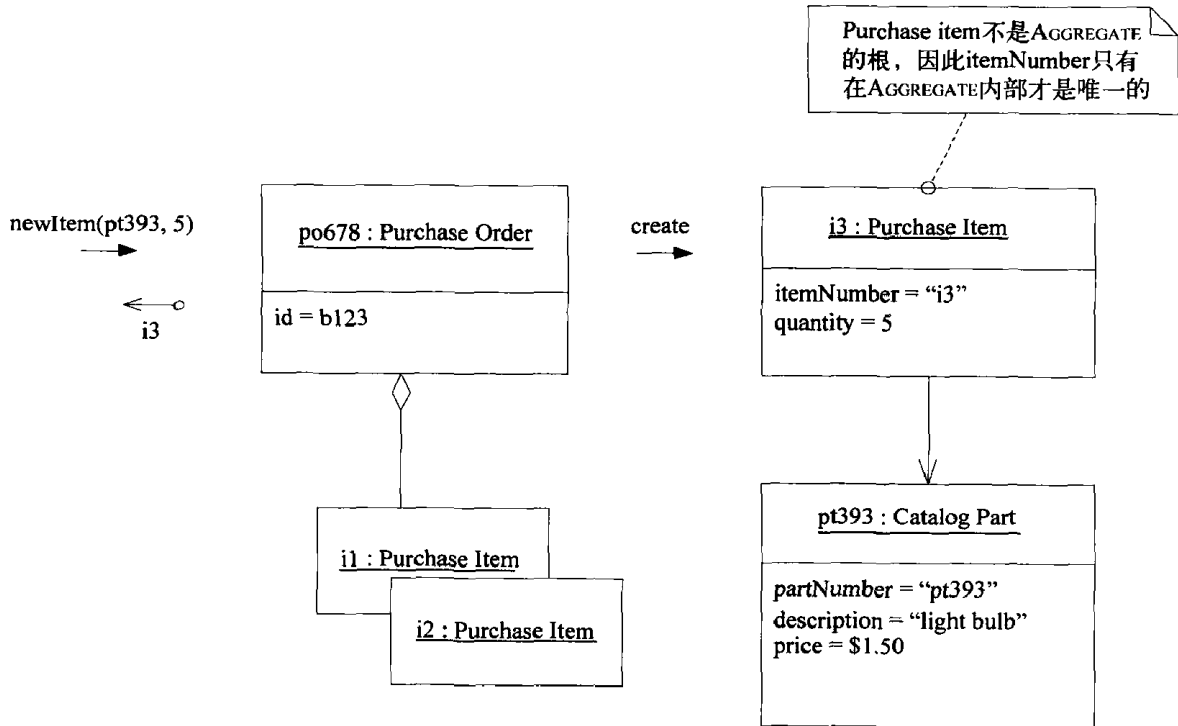 Purchase item不是AGGREGATE
的根，因此itemNumber只有
在AGGREGATE内部才是唯一的
newItem(pt393, 5)
i3
po678 : Purchase Order
id = b123
create
i3 : Purchase Item
itemNumber = “i3”
quantity = 5
i1 : Purchase Item
i2 : Purchase Item
pt393 : Catalog Part
partNumber = “pt393”
description = “light bulb”
price = $1.50